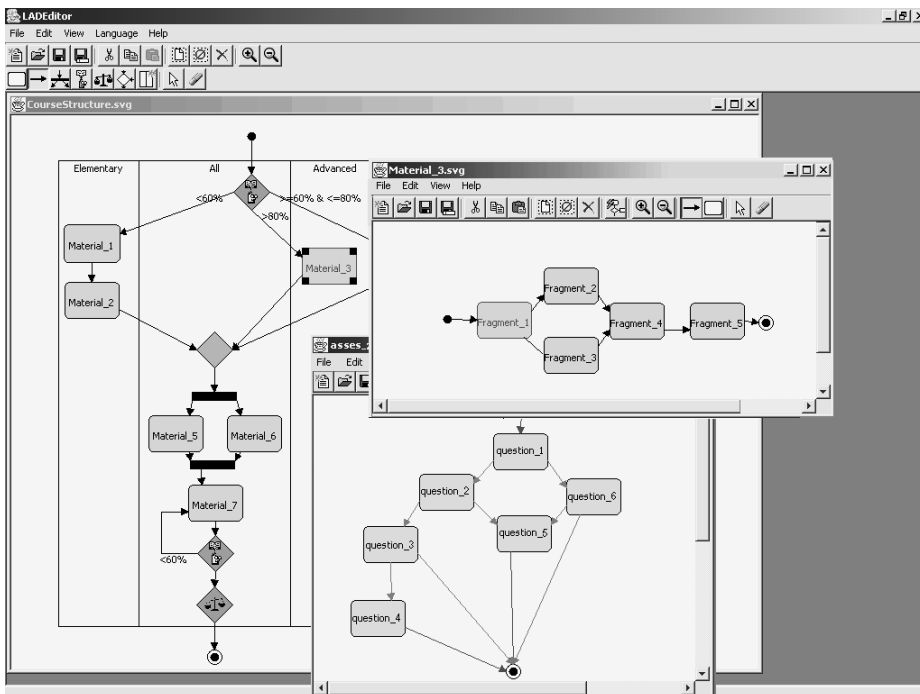 LADEditor
File Edit View Language Help
CourseStructure.svg
Elementary All Advanced
<60% >=60% & <=80%
>80%
Material_1
Material_3
Material_2
Material_5 Material_6
Material_7
<60%
Material_3.svg
File Edit View Help
Fragment_2
Fragment_1 Fragment_4 Fragment_5
Fragment_3
asses_
File Edit
question_1
question_2 question_6
question_5
question_3
question_4